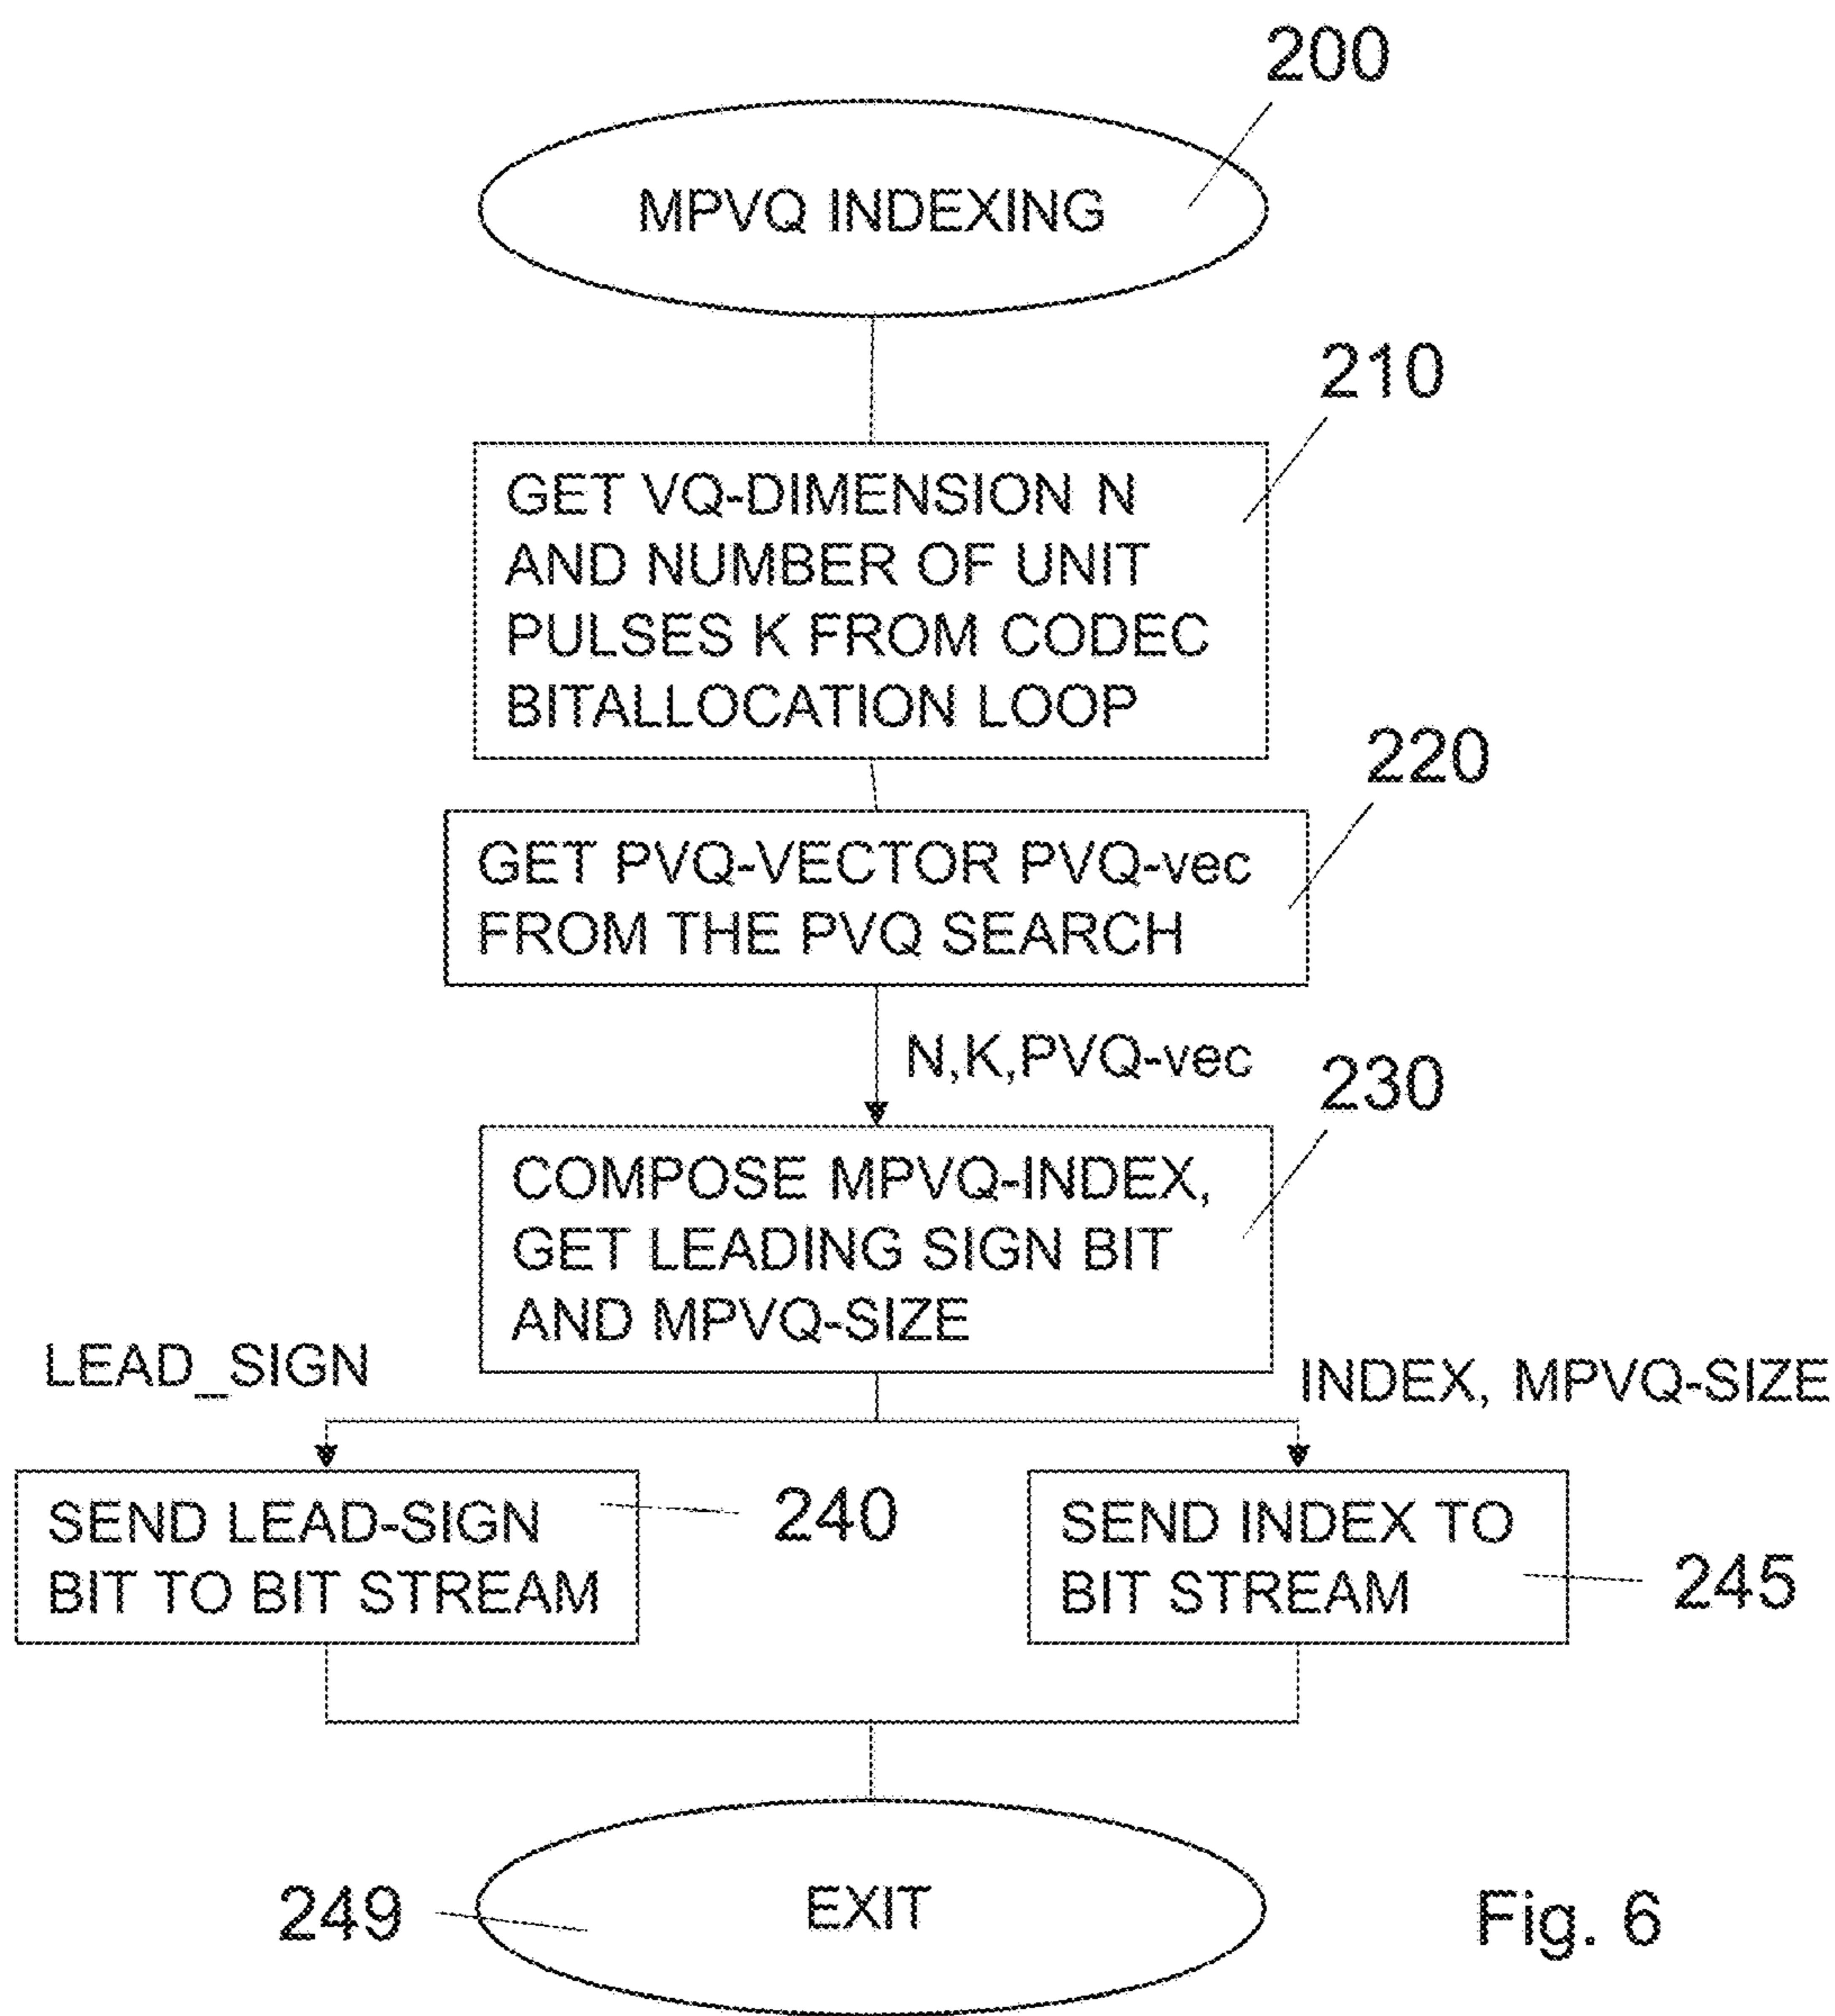 200
MPVQ INDEXING
210
GET VQ-DIMENSION N
AND NUMBER OF UNIT
PULSES K FROM CODEC
BITALLOCATION LOOP
220
GET PVQ-VECTOR PVQ-vec
FROM THE PVQ SEARCH
N,K,PVQ-vec
230
COMPOSE MPVQ-INDEX,
GET LEADING SIGN BIT
AND MPVQ-SIZE
LEAD_SIGN
INDEX, MPVQ-SIZE
SEND LEAD-SIGN
BIT TO BIT STREAM
240
SEND INDEX TO
BIT STREAM
245
EXIT
249
Fig. 6